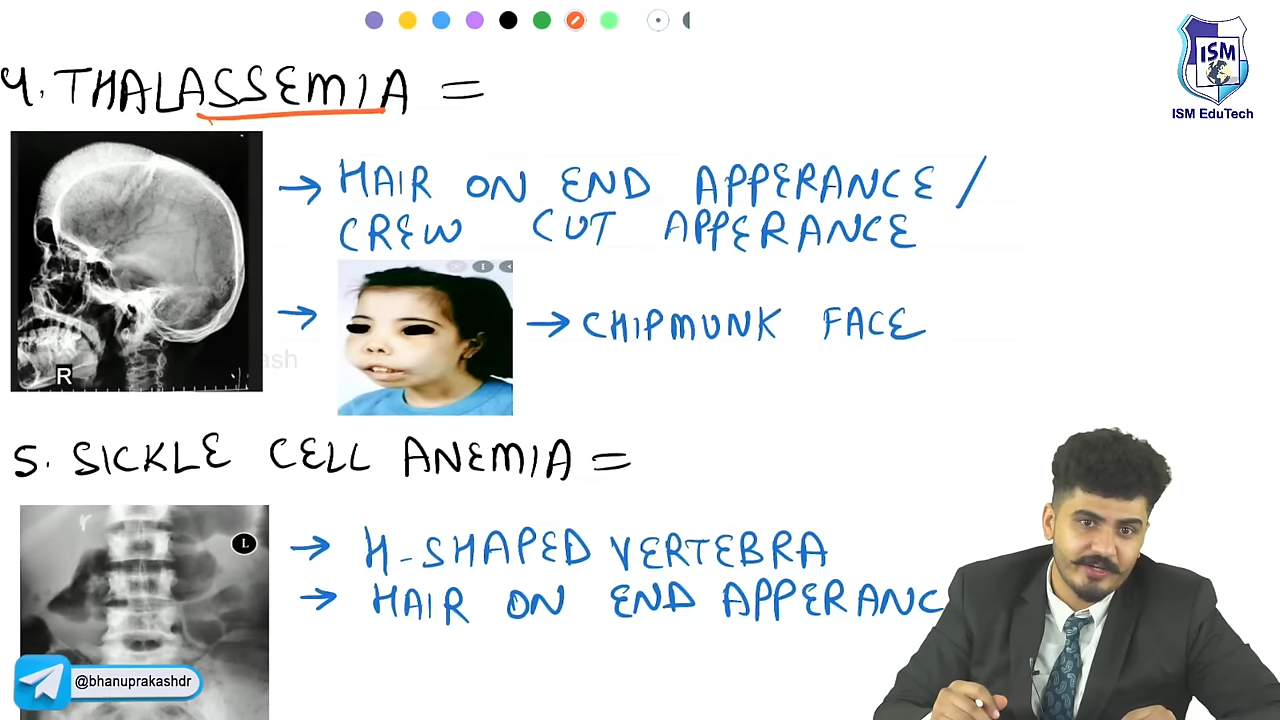 ISM
ISM EduTech
4. THALASSEMIA =
→ HAIR ON END APPERANCE /
CREW CUT APPERANCE
→ → CHIPMUNK FACE
R
ash
5. SICKLE CELL ANEMIA =
L
→ H-SHAPED VERTEBRA
→ HAIR ON END APPERANC
@bhanuprakashdr